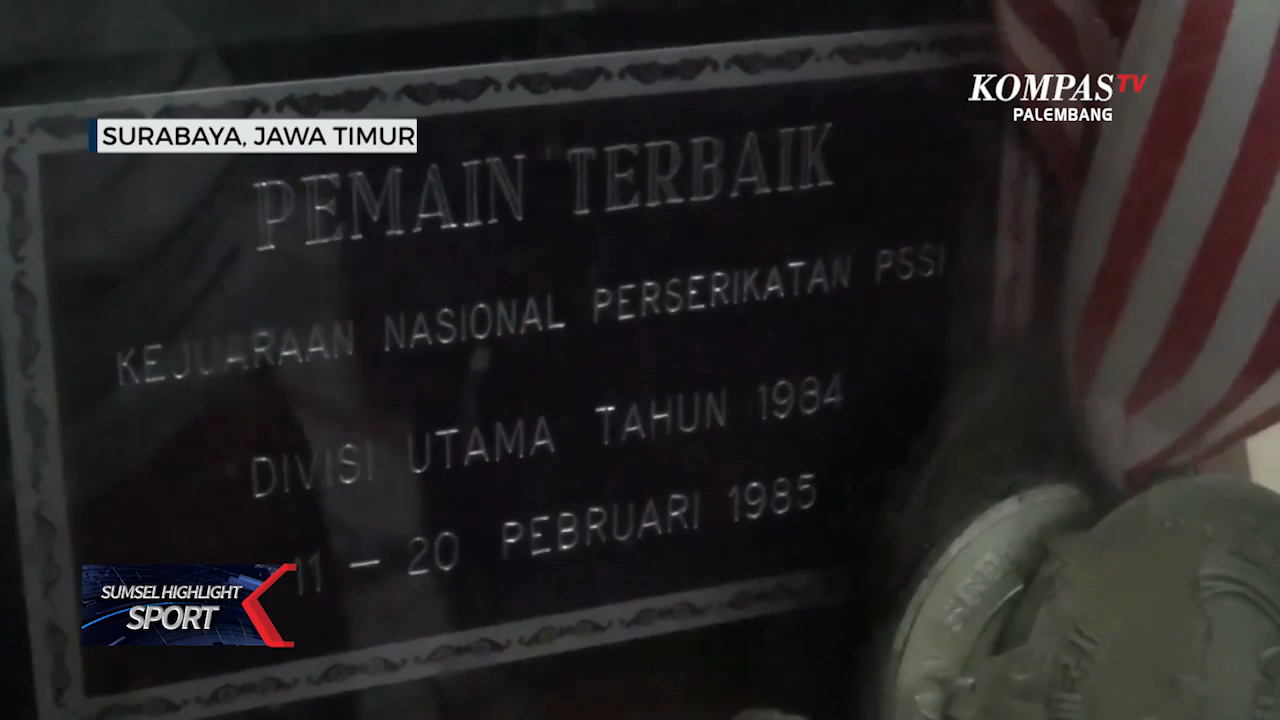 KOMPAS TV
PALEMBANG
SURABAYA, JAWA TIMUR
PEMAIN TERBAIK
KEJUARAAN NASIONAL PERSERIKATAN PSSI
DIVISI UTAMA TAHUN 1984
11 - 20 PEBRUARI 1985
SUMSEL HIGHLIGHT
SPORT